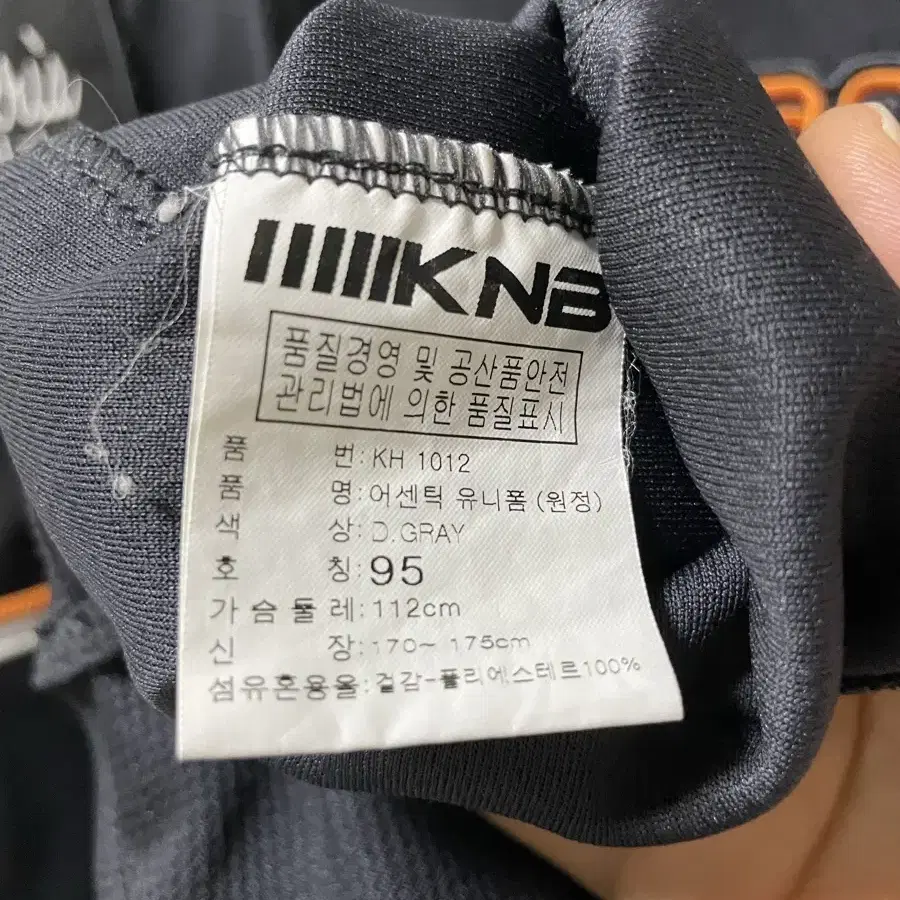 KNB
품질경영 및 공산품안전
관리법에 의한 품질표시
품 번: KH 1012
품 명: 어센틱 유니폼 (원정)
색 상: D.GRAY
호 칭: 95
가 슴 둘 레: 112cm
신 장: 170~ 175cm
섬유혼용율: 겉감-폴리에스테르100%